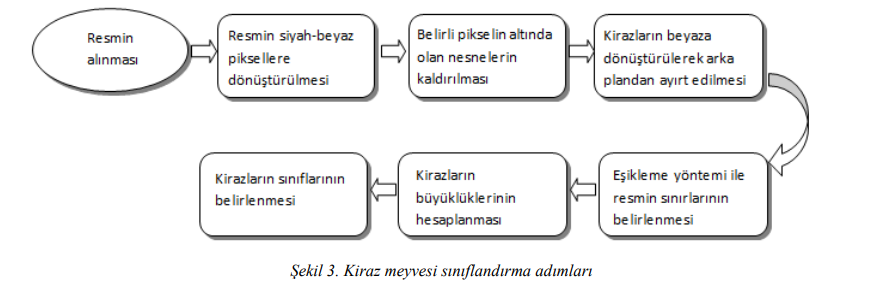 Resmin
alınması
Resmin siyah-beyaz
piksellere
dönüştürülmesi
Belirli pikselin altında
olan nesnelerin
kaldırılması
Kirazların beyaza
dönüştürülerek arka
plandan ayırt edilmesi
Eşikleme yöntemi ile
resmin sınırlarının
belirlenmesi
Kirazların
büyüklüklerinin
hesaplanması
Kirazların sınıflarının
belirlenmesi
Şekil 3. Kiraz meyvesi sınıflandırma adımları